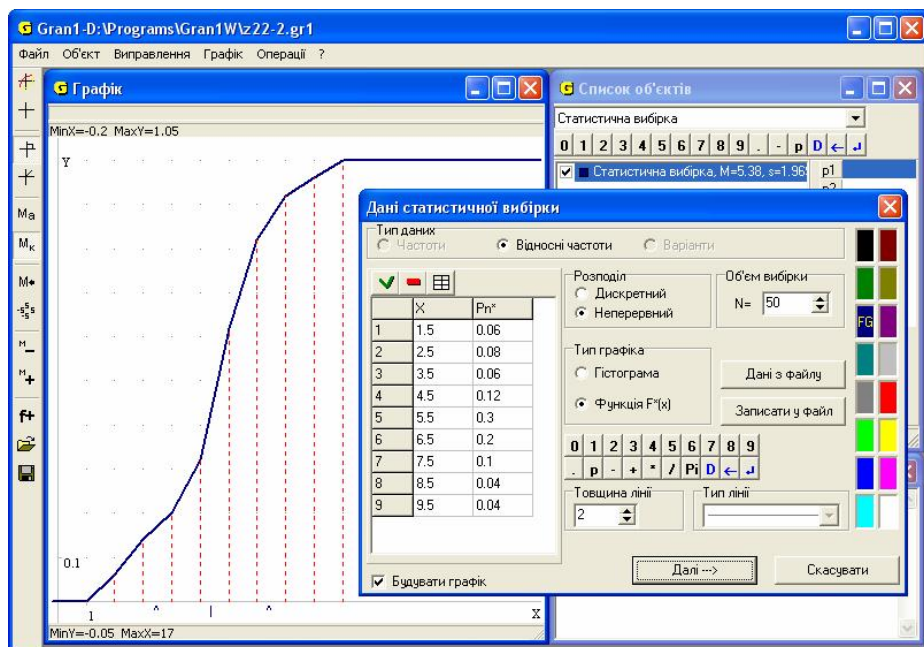 Gran1-D:\Programs\Gran1W\z22-2.gr1
Файл Об'єкт Виправлення Графік Операції ?
Графік
MinX=-0.2 MaxY=1.05
Y
0.1
1
X
MinY=-0.05 MaxX=17
Список об'єктів
Статистична вибірка
0 1 2 3 4 5 6 7 8 9 . - p D ← ↲
Статистична вибірка, M=5.38, s=1.96
p1
Ma
Mк
M+
f+
Дані статистичної вибірки
Тип даних
Частоти Відносні частоти Варіанти
X Pn*
1 1.5 0.06
2 2.5 0.08
3 3.5 0.06
4 4.5 0.12
5 5.5 0.3
6 6.5 0.2
7 7.5 0.1
8 8.5 0.04
9 9.5 0.04
Будувати графік
Розподіл
Дискретний
Неперервний
Об'єм вибірки
N= 50
Тип графіка
Гістограма
Функція F*(x)
Дані з файлу
Записати у файл
FG
0 1 2 3 4 5 6 7 8 9
. p - + * / Pi D ← ↲
Товщина лінії
2
Тип лінії
Далі --->
Скасувати